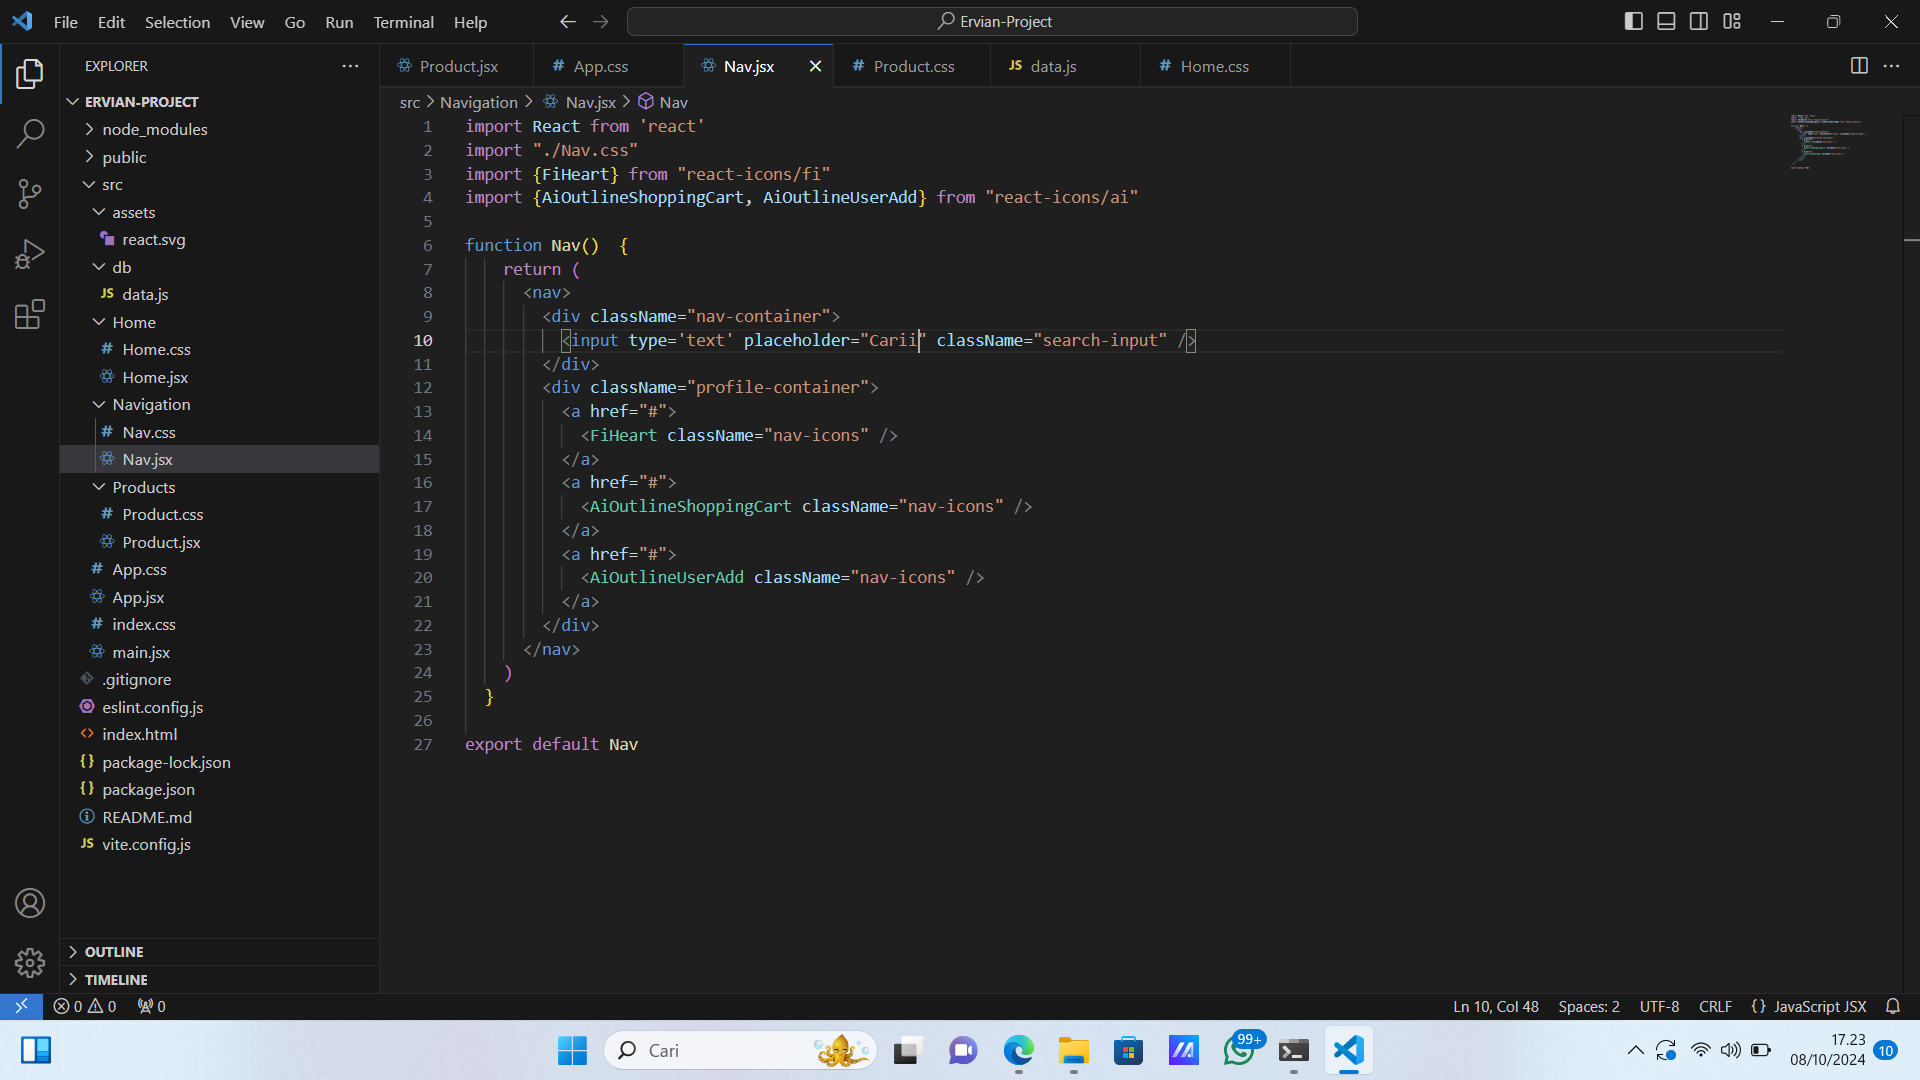 File Edit Selection View Go Run Terminal Help
Ervian-Project
EXPLORER
ERVIAN-PROJECT
node_modules
public
src
assets
react.svg
db
JS data.js
Home
# Home.css
Home.jsx
Navigation
# Nav.css
Nav.jsx
Products
# Product.css
Product.jsx
# App.css
App.jsx
# index.css
main.jsx
.gitignore
eslint.config.js
<> index.html
{} package-lock.json
{} package.json
README.md
JS vite.config.js
OUTLINE
TIMELINE
Product.jsx # App.css Nav.jsx # Product.css JS data.js # Home.css
src > Navigation > Nav.jsx > Nav
1 import React from 'react'
2 import "./Nav.css"
3 import {FiHeart} from "react-icons/fi"
4 import {AiOutlineShoppingCart, AiOutlineUserAdd} from "react-icons/ai"
5
6 function Nav()  {
7 return (
8 <nav>
9 <div className="nav-container">
10 <input type='text' placeholder="Carii" className="search-input" />
11 </div>
12 <div className="profile-container">
13 <a href="#">
14 <FiHeart className="nav-icons" />
15 </a>
16 <a href="#">
17 <AiOutlineShoppingCart className="nav-icons" />
18 </a>
19 <a href="#">
20 <AiOutlineUserAdd className="nav-icons" />
21 </a>
22 </div>
23 </nav>
24 )
25 }
26
27 export default Nav
0 0 0 Ln 10, Col 48 Spaces: 2 UTF-8 CRLF {} JavaScript JSX
Cari 99+ 17.23
08/10/2024 10